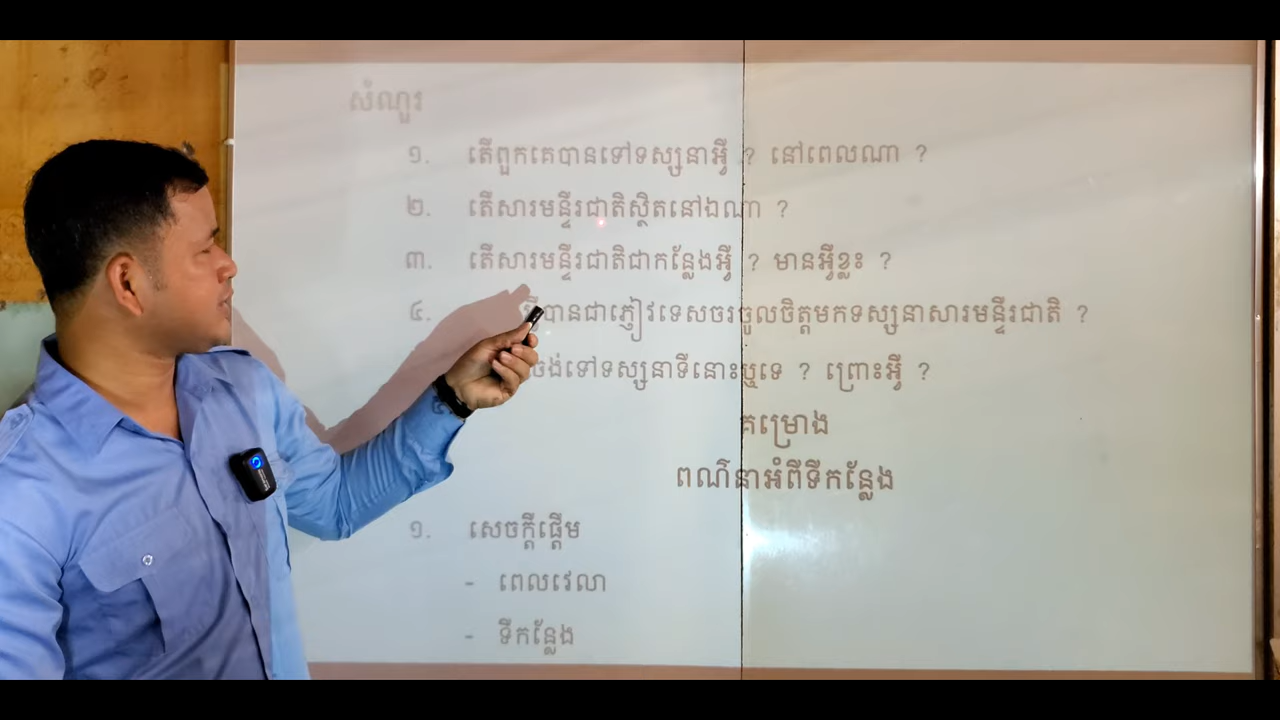 សំណួរ
១. តើពួកគេបានទៅទស្សនាអ្វី ? នៅពេលណា ?
២. តើសារមន្ទីរជាតិស្ថិតនៅឯណា ?
៣. តើសារមន្ទីរជាតិជាកន្លែងអ្វី ? មានអ្វីខ្លះ ?
៤. អ្វីបានជាភ្ញៀវទេសចរចូលចិត្តមកទស្សនាសារមន្ទីរជាតិ ?
ចង់ទៅទស្សនាទីនោះឬទេ ? ព្រោះអ្វី ?
គម្រោង
ពណ៌នាអំពីទីកន្លែង
១. សេចក្តីផ្តើម
- ពេលវេលា
- ទីកន្លែង